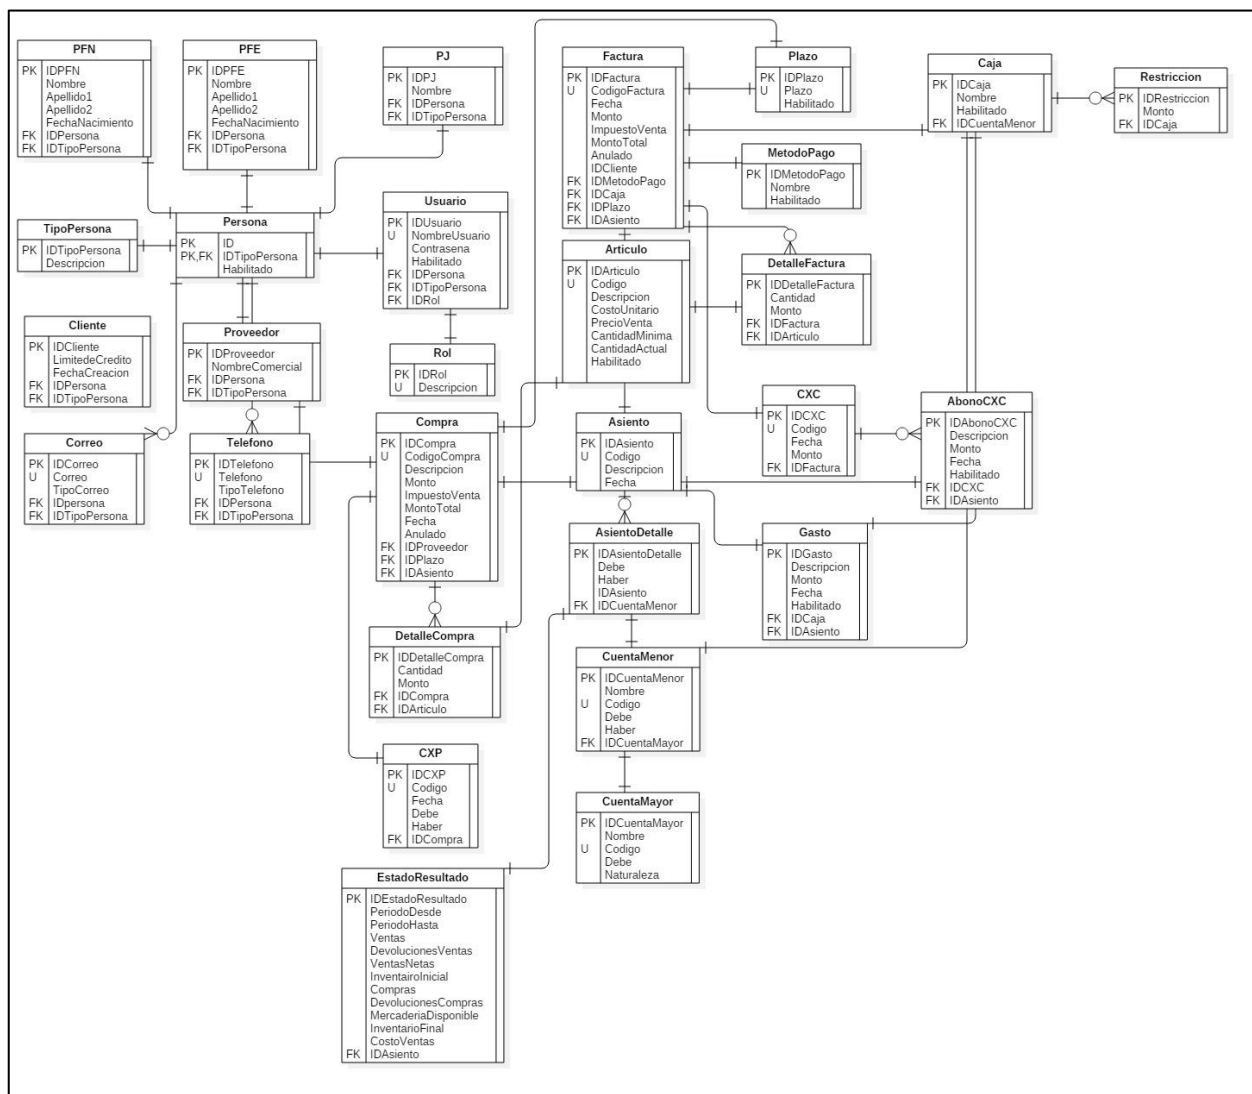 PFN
PK IDPFN
Nombre
Apellido1
Apellido2
FechaNacimiento
FK IDPersona
FK IDTipoPersona
PFE
PK IDPFE
Nombre
Apellido1
Apellido2
FechaNacimiento
FK IDPersona
FK IDTipoPersona
PJ
PK IDPJ
Nombre
FK IDPersona
FK IDTipoPersona
Factura
PK IDFactura
U CodigoFactura
Fecha
Monto
ImpuestoVenta
MontoTotal
Anulado
IDCliente
FK IDMetodoPago
FK IDCaja
FK IDPlazo
FK IDAsiento
Plazo
PK IDPlazo
U Plazo
Habilitado
Caja
PK IDCaja
Nombre
Habilitado
FK IDCuentaMenor
Restriccion
PK IDRestriccion
Monto
FK IDCaja
MetodoPago
PK IDMetodoPago
Nombre
Habilitado
TipoPersona
PK IDTipoPersona
Descripcion
Persona
PK ID
PK,FK IDTipoPersona
Habilitado
Usuario
PK IDUsuario
U NombreUsuario
Contrasena
Habilitado
FK IDPersona
FK IDTipoPersona
FK IDRol
Articulo
PK IDArticulo
U Codigo
Descripcion
CostoUnitario
PrecioVenta
CantidadMinima
CantidadActual
Habilitado
DetalleFactura
PK IDDetalleFactura
Cantidad
Monto
FK IDFactura
FK IDArticulo
Cliente
PK IDCliente
LimitedeCredito
FechaCreacion
FK IDPersona
FK IDTipoPersona
Proveedor
PK IDProveedor
NombreComercial
FK IDPersona
FK IDTipoPersona
Rol
PK IDRol
U Descripcion
CXC
PK IDCXC
U Codigo
Fecha
Monto
FK IDFactura
AbonoCXC
PK IDAbonoCXC
Descripcion
Monto
Fecha
Habilitado
FK IDCXC
FK IDAsiento
Correo
PK IDCorreo
U Correo
TipoCorreo
FK IDpersona
FK IDTipoPersona
Telefono
PK IDTelefono
U Telefono
TipoTelefono
FK IDPersona
FK IDTipoPersona
Compra
PK IDCompra
U CodigoCompra
Descripcion
Monto
ImpuestoVenta
MontoTotal
Fecha
Anulado
FK IDProveedor
FK IDPlazo
FK IDAsiento
Asiento
PK IDAsiento
U Codigo
Descripcion
Fecha
AsientoDetalle
PK IDAsientoDetalle
Debe
Haber
IDAsiento
FK IDCuentaMenor
Gasto
PK IDGasto
Descripcion
Monto
Fecha
Habilitado
FK IDCaja
FK IDAsiento
DetalleCompra
PK IDDetalleCompra
Cantidad
Monto
FK IDCompra
FK IDArticulo
CuentaMenor
PK IDCuentaMenor
Nombre
U Codigo
Debe
Haber
FK IDCuentaMayor
CXP
PK IDCXP
U Codigo
Fecha
Debe
Haber
FK IDCompra
CuentaMayor
PK IDCuentaMayor
Nombre
U Codigo
Debe
Naturaleza
EstadoResultado
PK IDEstadoResultado
PeriodoDesde
PeriodoHasta
Ventas
DevolucionesVentas
VentasNetas
InventairoInicial
Compras
DevolucionesCompras
MercaderiaDisponible
InventarioFinal
CostoVentas
FK IDAsiento